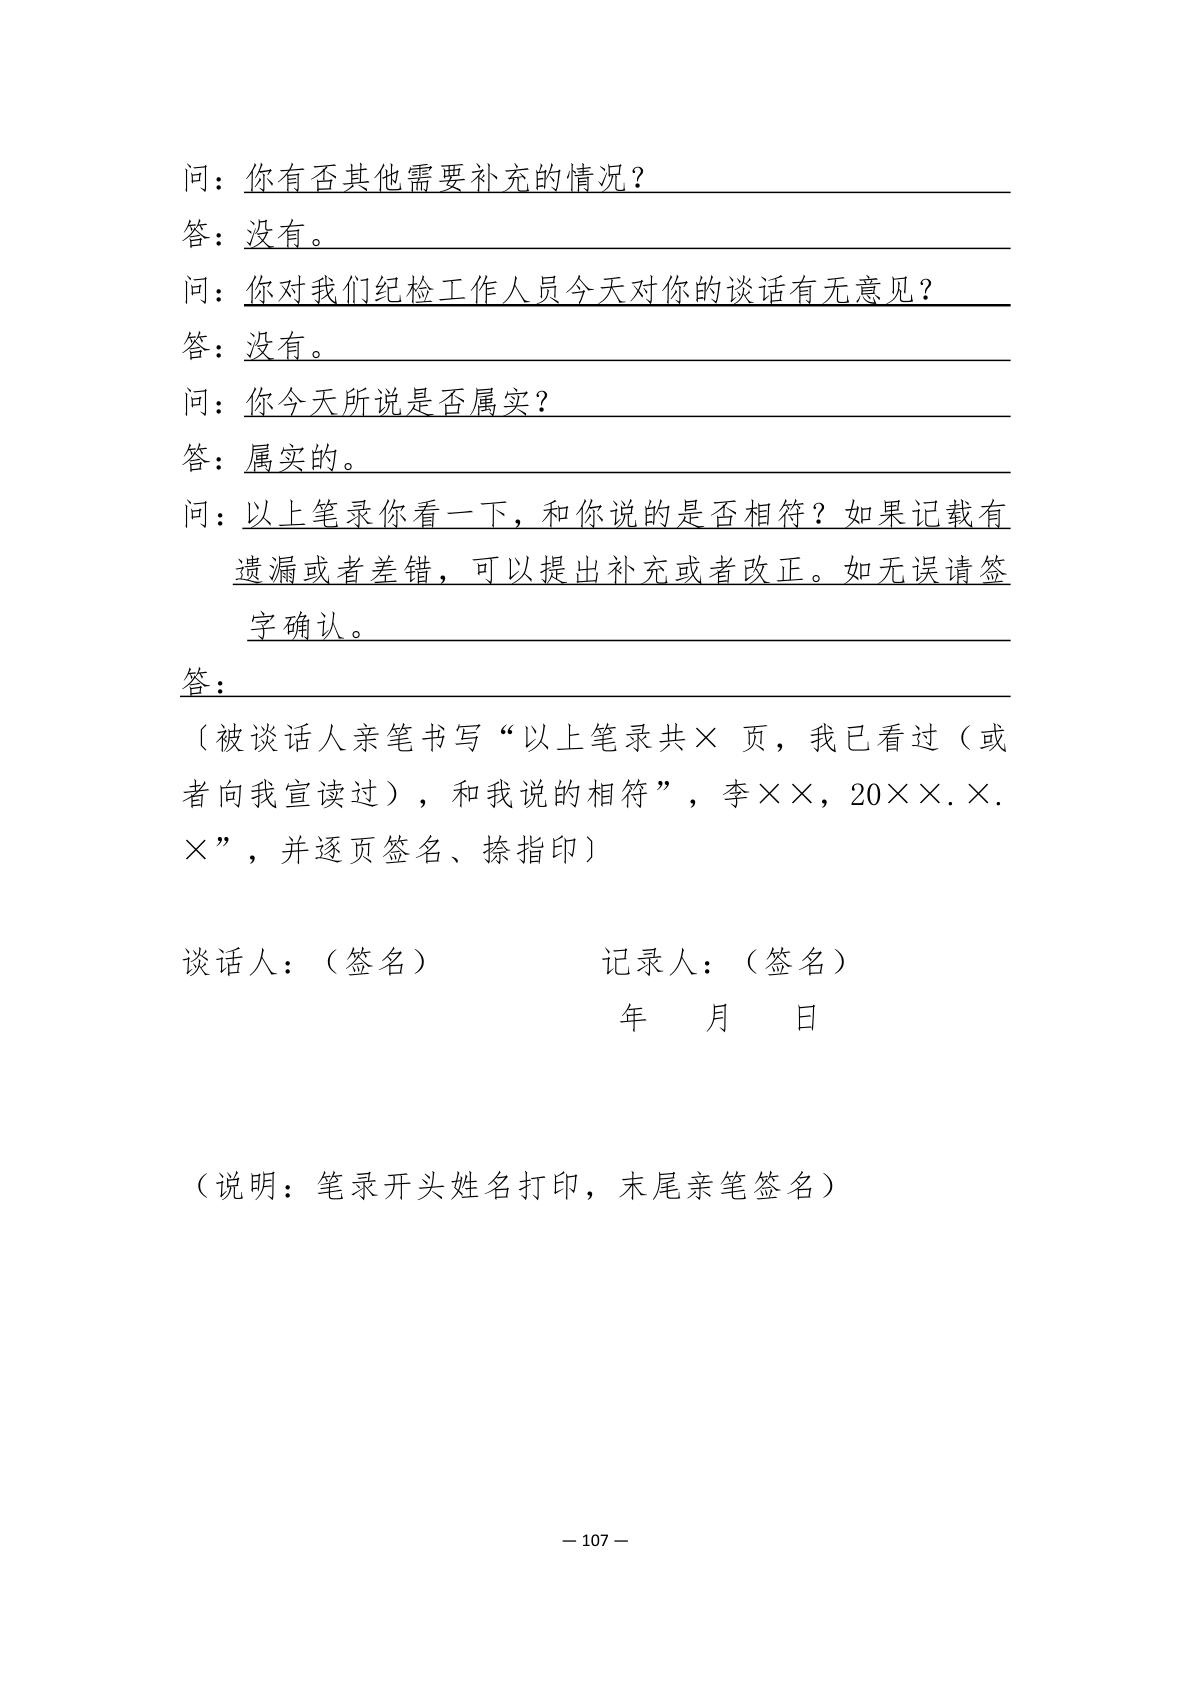 问：你有否其他需要补充的情况？
答：没有。
问：你对我们纪检工作人员今天对你的谈话有无意见？
答：没有。
问：你今天所说是否属实？
答：属实的。
问：以上笔录你看一下，和你说的是否相符？如果记载有
遗漏或者差错，可以提出补充或者改正。如无误请签
字确认。
答：
〔被谈话人亲笔书写“以上笔录共× 页，我已看过（或
者向我宣读过），和我说的相符”，李××，20××.×.
×”，并逐页签名、捺指印〕
谈话人：（签名） 记录人：（签名）
年 月 日
（说明：笔录开头姓名打印，末尾亲笔签名）
— 107 —